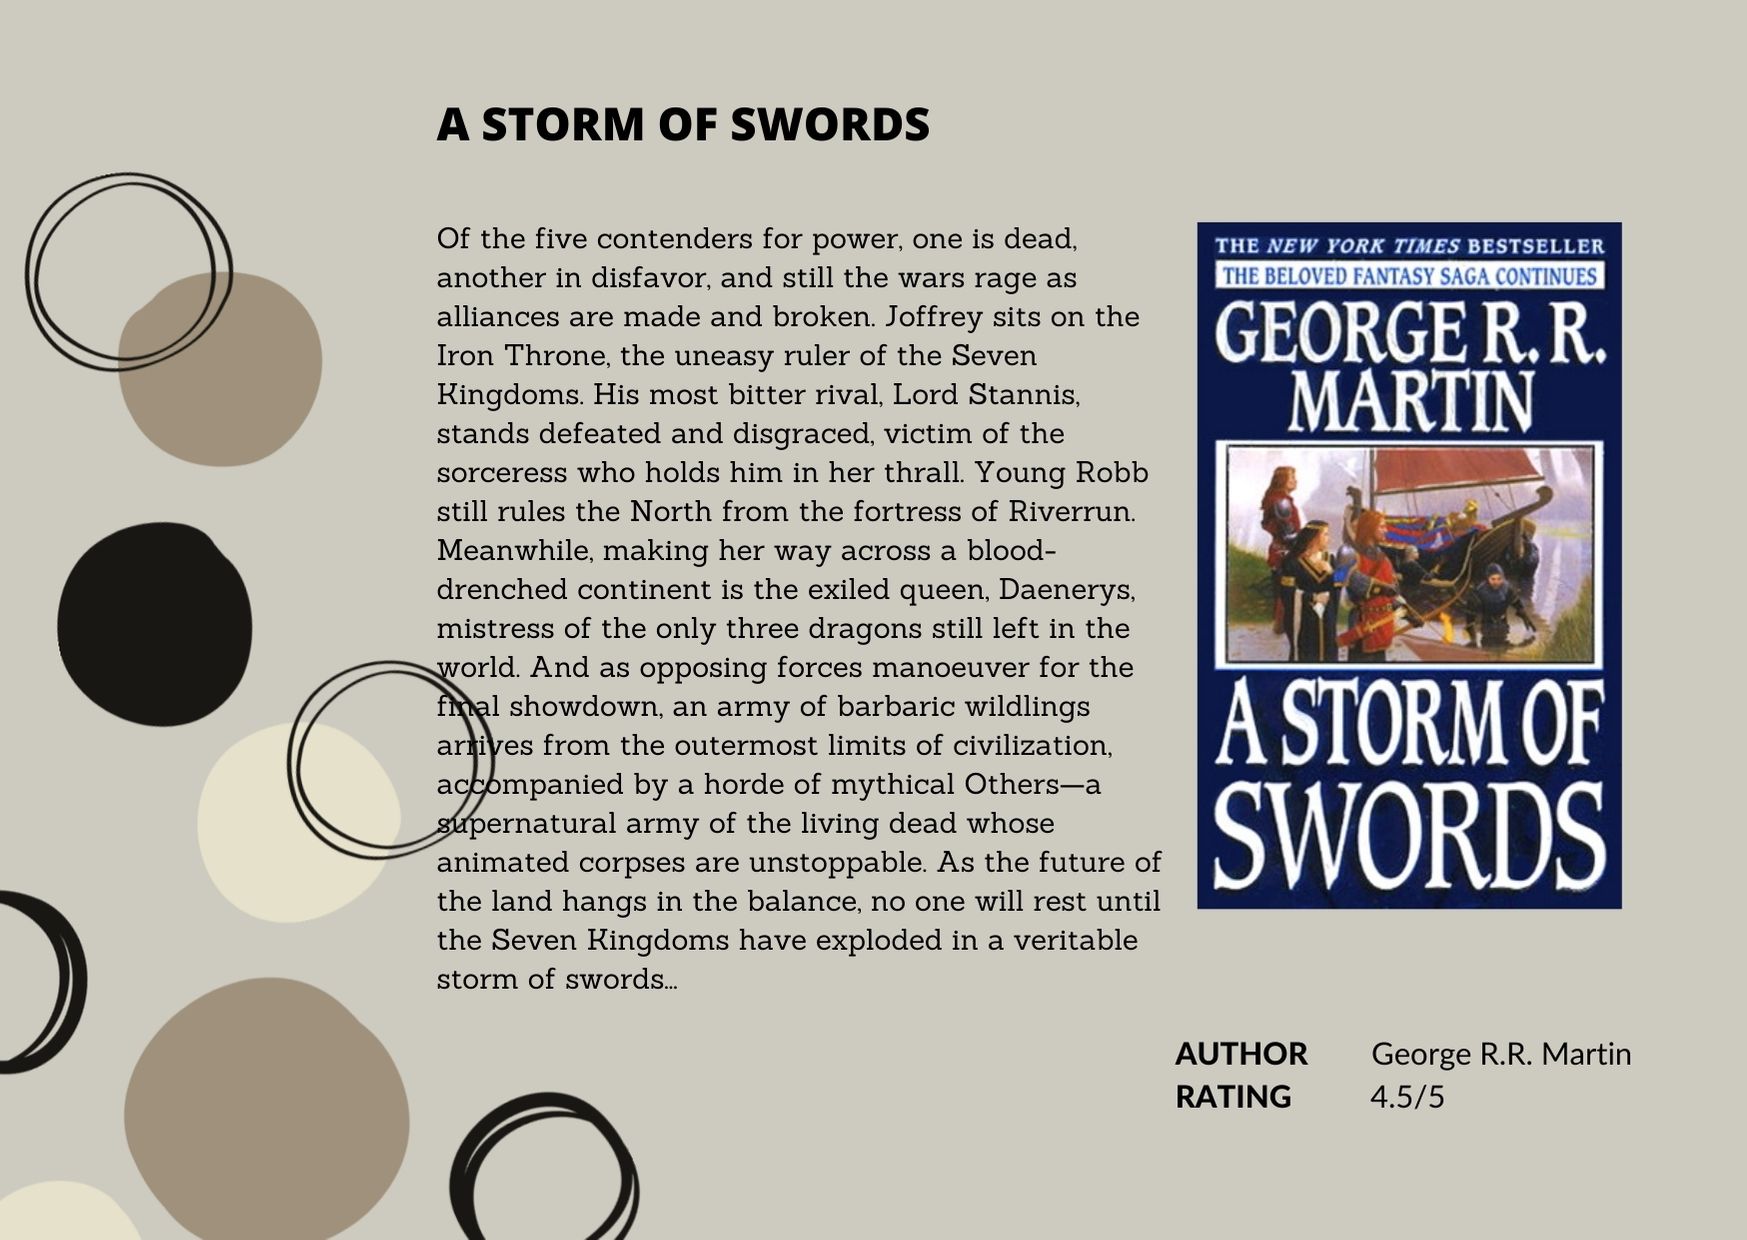 A STORM OF SWORDS
Of the five contenders for power, one is dead,
another in disfavor, and still the wars rage as
alliances are made and broken. Joffrey sits on the
Iron Throne, the uneasy ruler of the Seven
Kingdoms. His most bitter rival, Lord Stannis,
stands defeated and disgraced, victim of the
sorceress who holds him in her thrall. Young Robb
still rules the North from the fortress of Riverrun.
Meanwhile, making her way across a blood-
drenched continent is the exiled queen, Daenerys,
mistress of the only three dragons still left in the
world. And as opposing forces manoeuver for the
final showdown, an army of barbaric wildlings
arrives from the outermost limits of civilization,
accompanied by a horde of mythical Others—a
supernatural army of the living dead whose
animated corpses are unstoppable. As the future of
the land hangs in the balance, no one will rest until
the Seven Kingdoms have exploded in a veritable
storm of swords...
THE NEW YORK TIMES BESTSELLER
THE BELOVED FANTASY SAGA CONTINUES
GEORGE R. R.
MARTIN
A STORM OF
SWORDS
AUTHOR George R.R. Martin
RATING 4.5/5